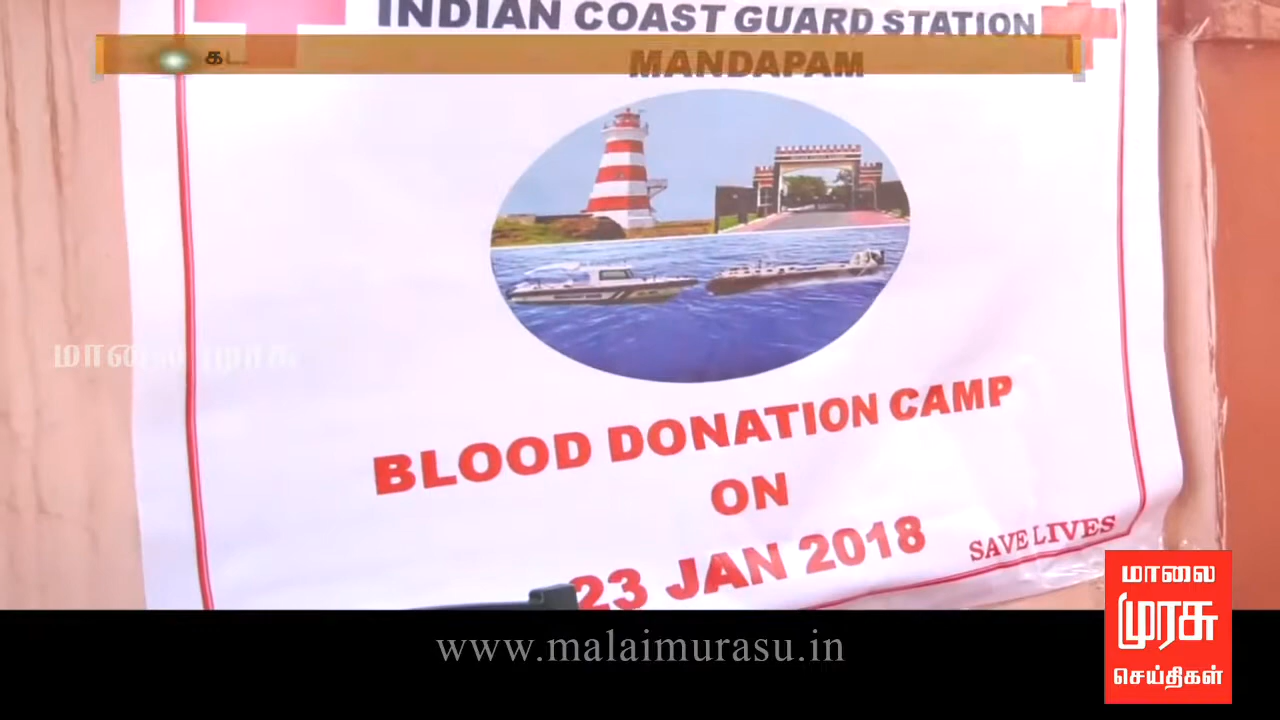 INDIAN COAST GUARD STATION
MANDAPAM
BLOOD DONATION CAMP
ON
23 JAN 2018
SAVE LIVES
மாலை முரசு
www.malaimurasu.in
மாலை
முரசு
செய்திகள்